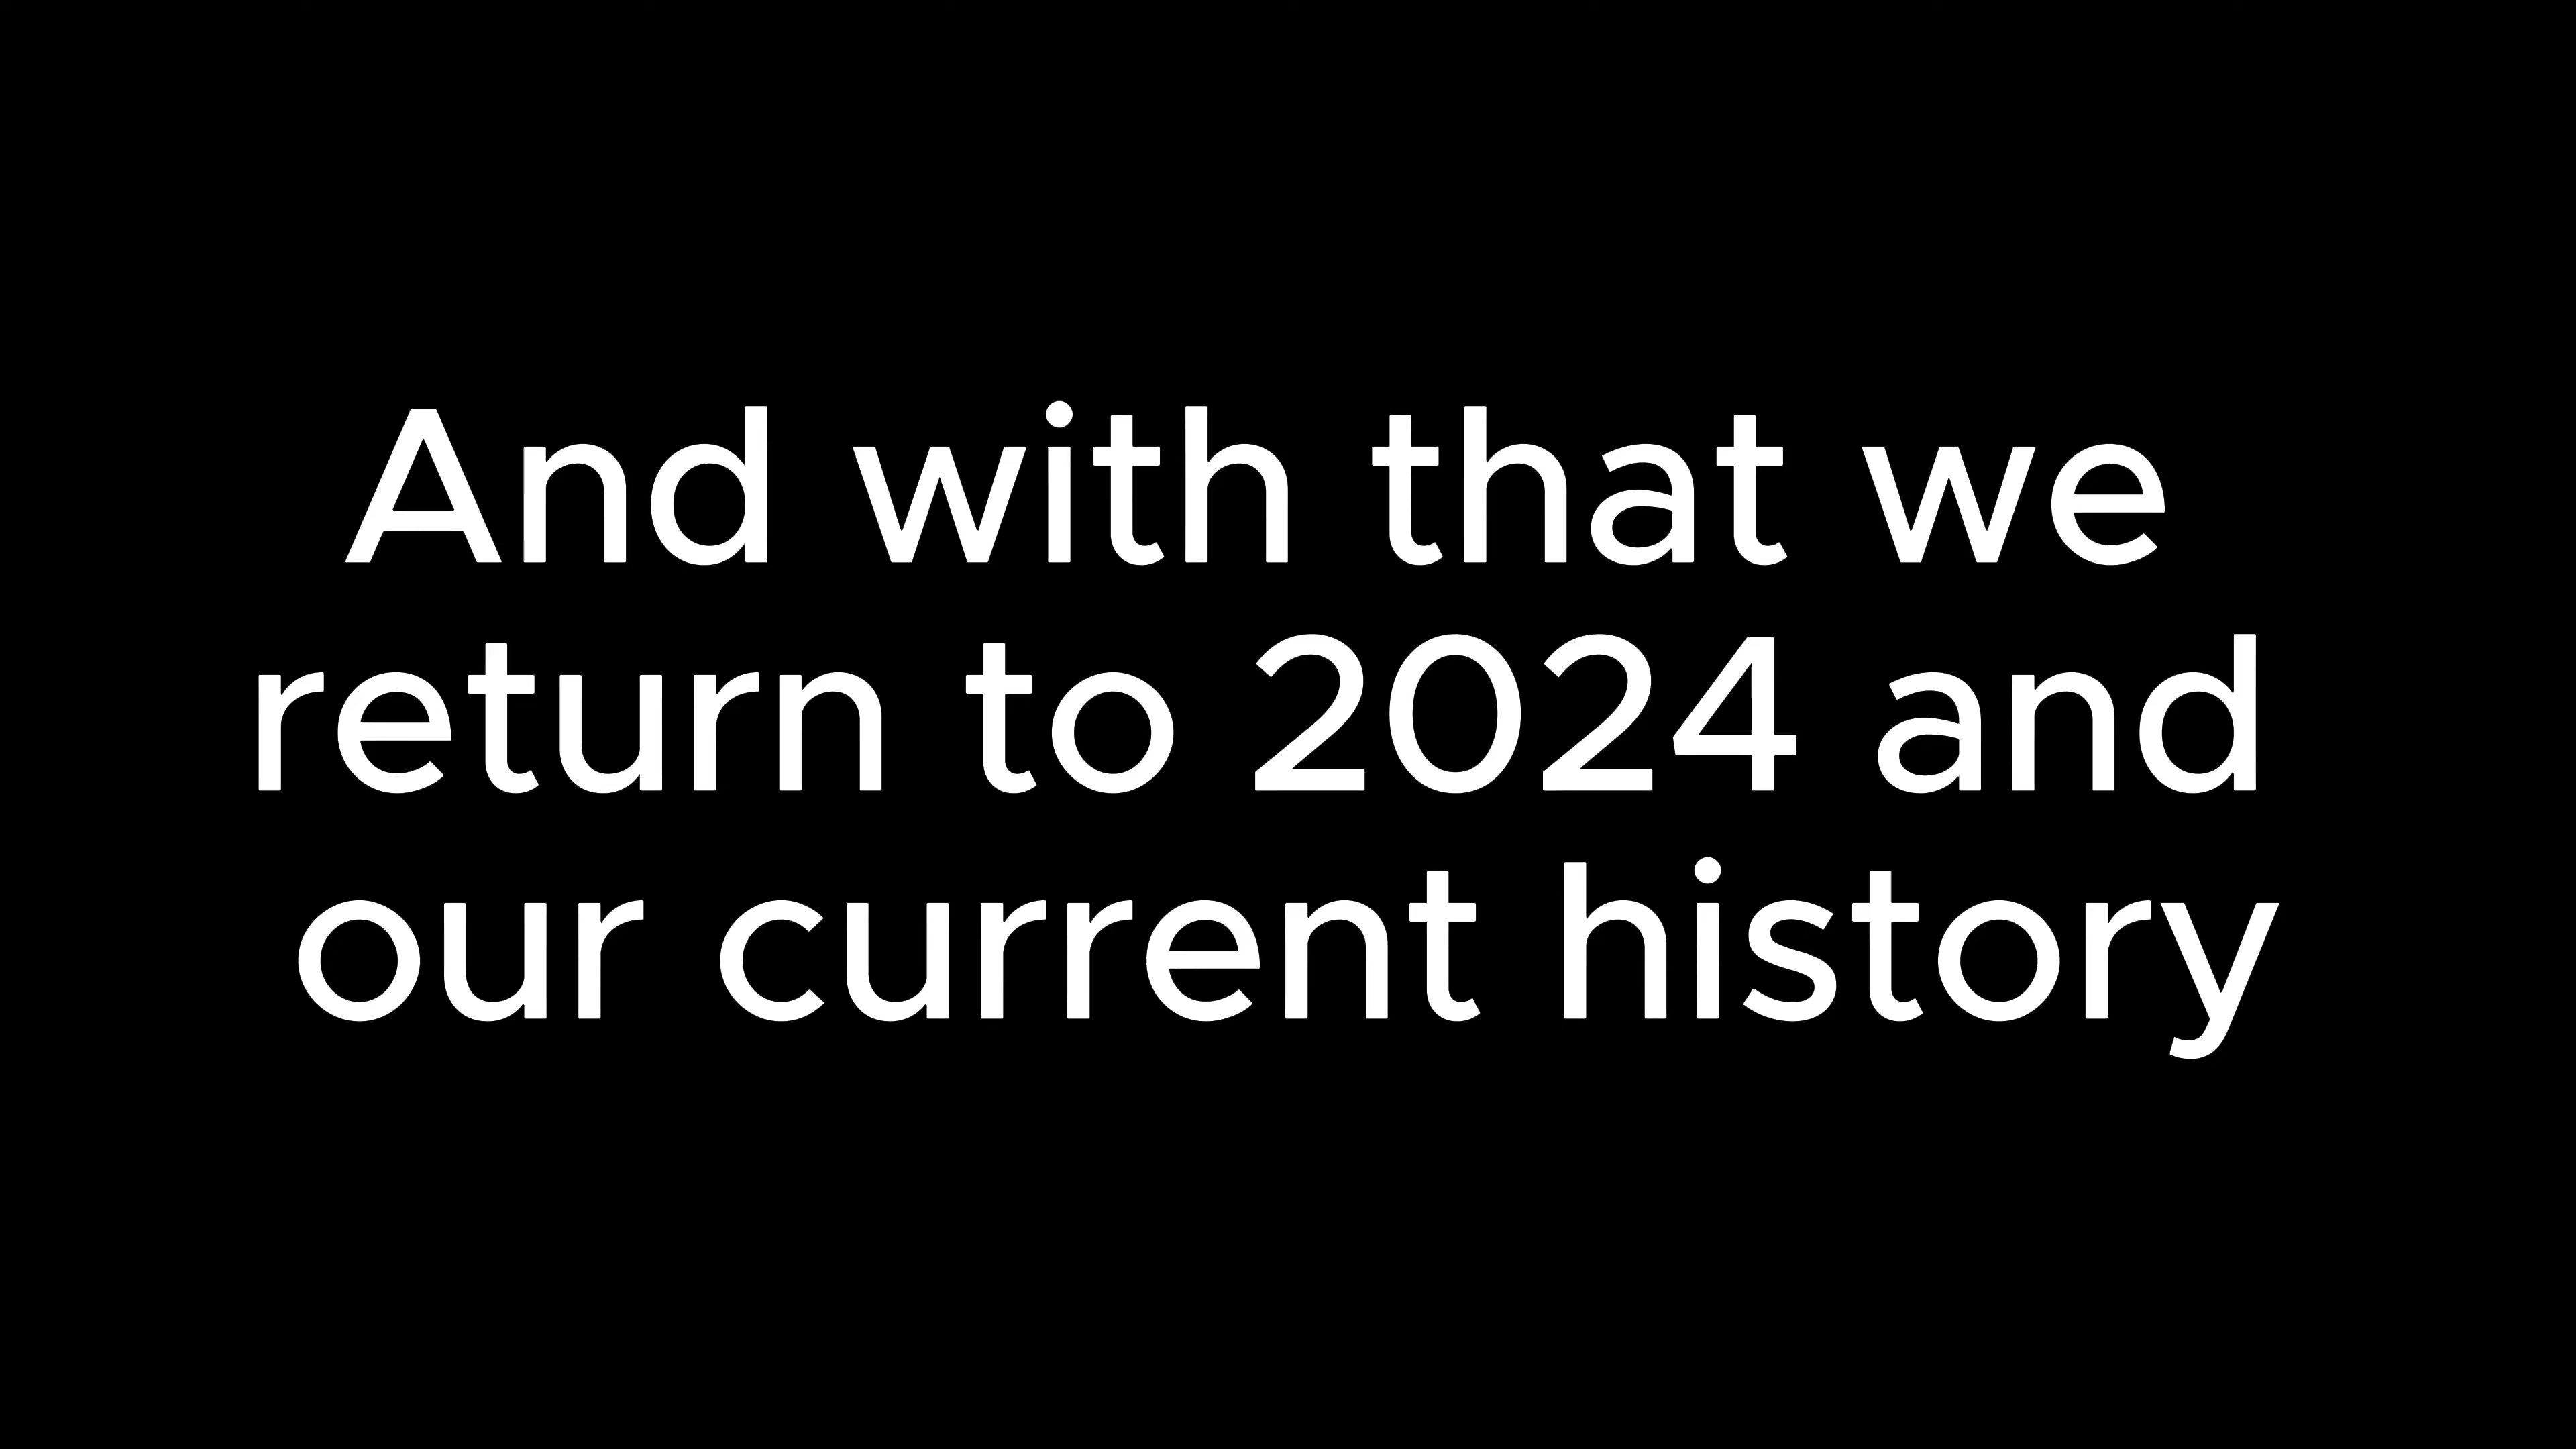 And with that we
return to 2024 and
our current history